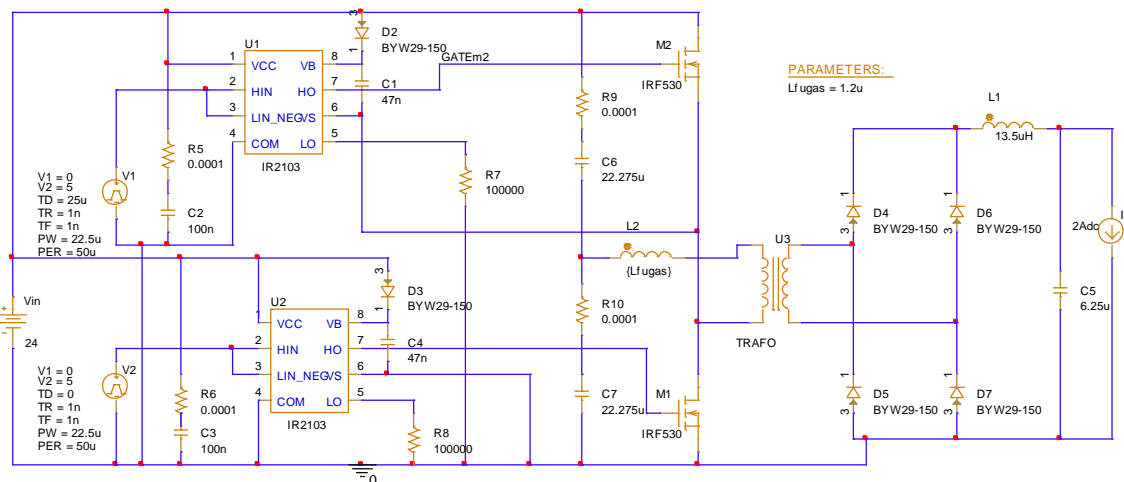 3
D2
BYW29-150
1
U1
1
VCC
VB
8
2
HIN
HO
7
3
LIN_NEG
VS
6
4
COM
LO
5
IR2103
GATEm2
C1
47n
M2
IRF530
PARAMETERS:
Lfugas = 1.2u
R9
0.0001
C6
22.275u
L1
13.5uH
R5
0.0001
C2
100n
R7
100000
V1 = 0
V2 = 5
TD = 25u
TR = 1n
TF = 1n
PW = 22.5u
PER = 50u
V1
L2
{Lfugas}
U3
TRAFO
1
D4
BYW29-150
3
1
D6
BYW29-150
3
I
2Adc
3
D3
BYW29-150
1
Vin
24
U2
1
VCC
VB
8
2
HIN
HO
7
3
LIN_NEG
VS
6
4
COM
LO
5
IR2103
C4
47n
R10
0.0001
C7
22.275u
M1
IRF530
C5
6.25u
V1 = 0
V2 = 5
TD = 0
TR = 1n
TF = 1n
PW = 22.5u
PER = 50u
V2
R6
0.0001
C3
100n
R8
100000
1
D5
BYW29-150
3
1
D7
BYW29-150
3
0